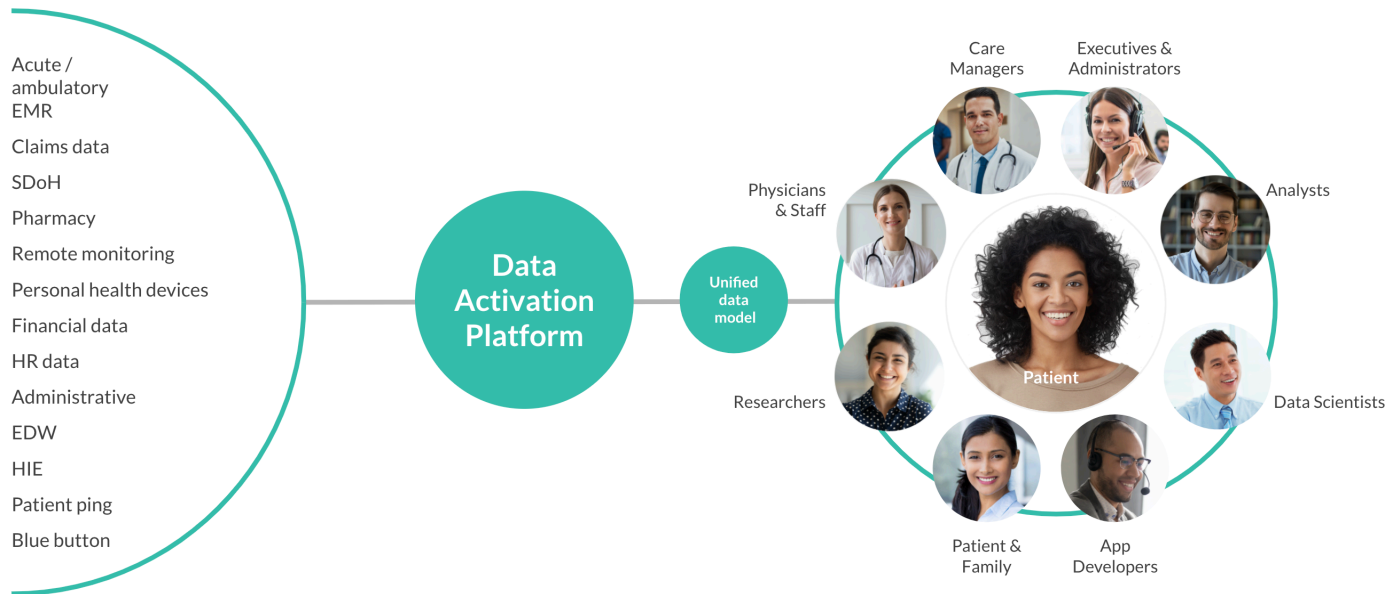 Acute /
ambulatory
EMR
Claims data
SDoH
Pharmacy
Remote monitoring
Personal health devices
Financial data
HR data
Administrative
EDW
HIE
Patient ping
Blue button
Data
Activation
Platform
Unified
data
model
Care
Managers
Executives &
Administrators
Physicians
& Staff
Analysts
Patient
Researchers
Data Scientists
Patient &
Family
App
Developers